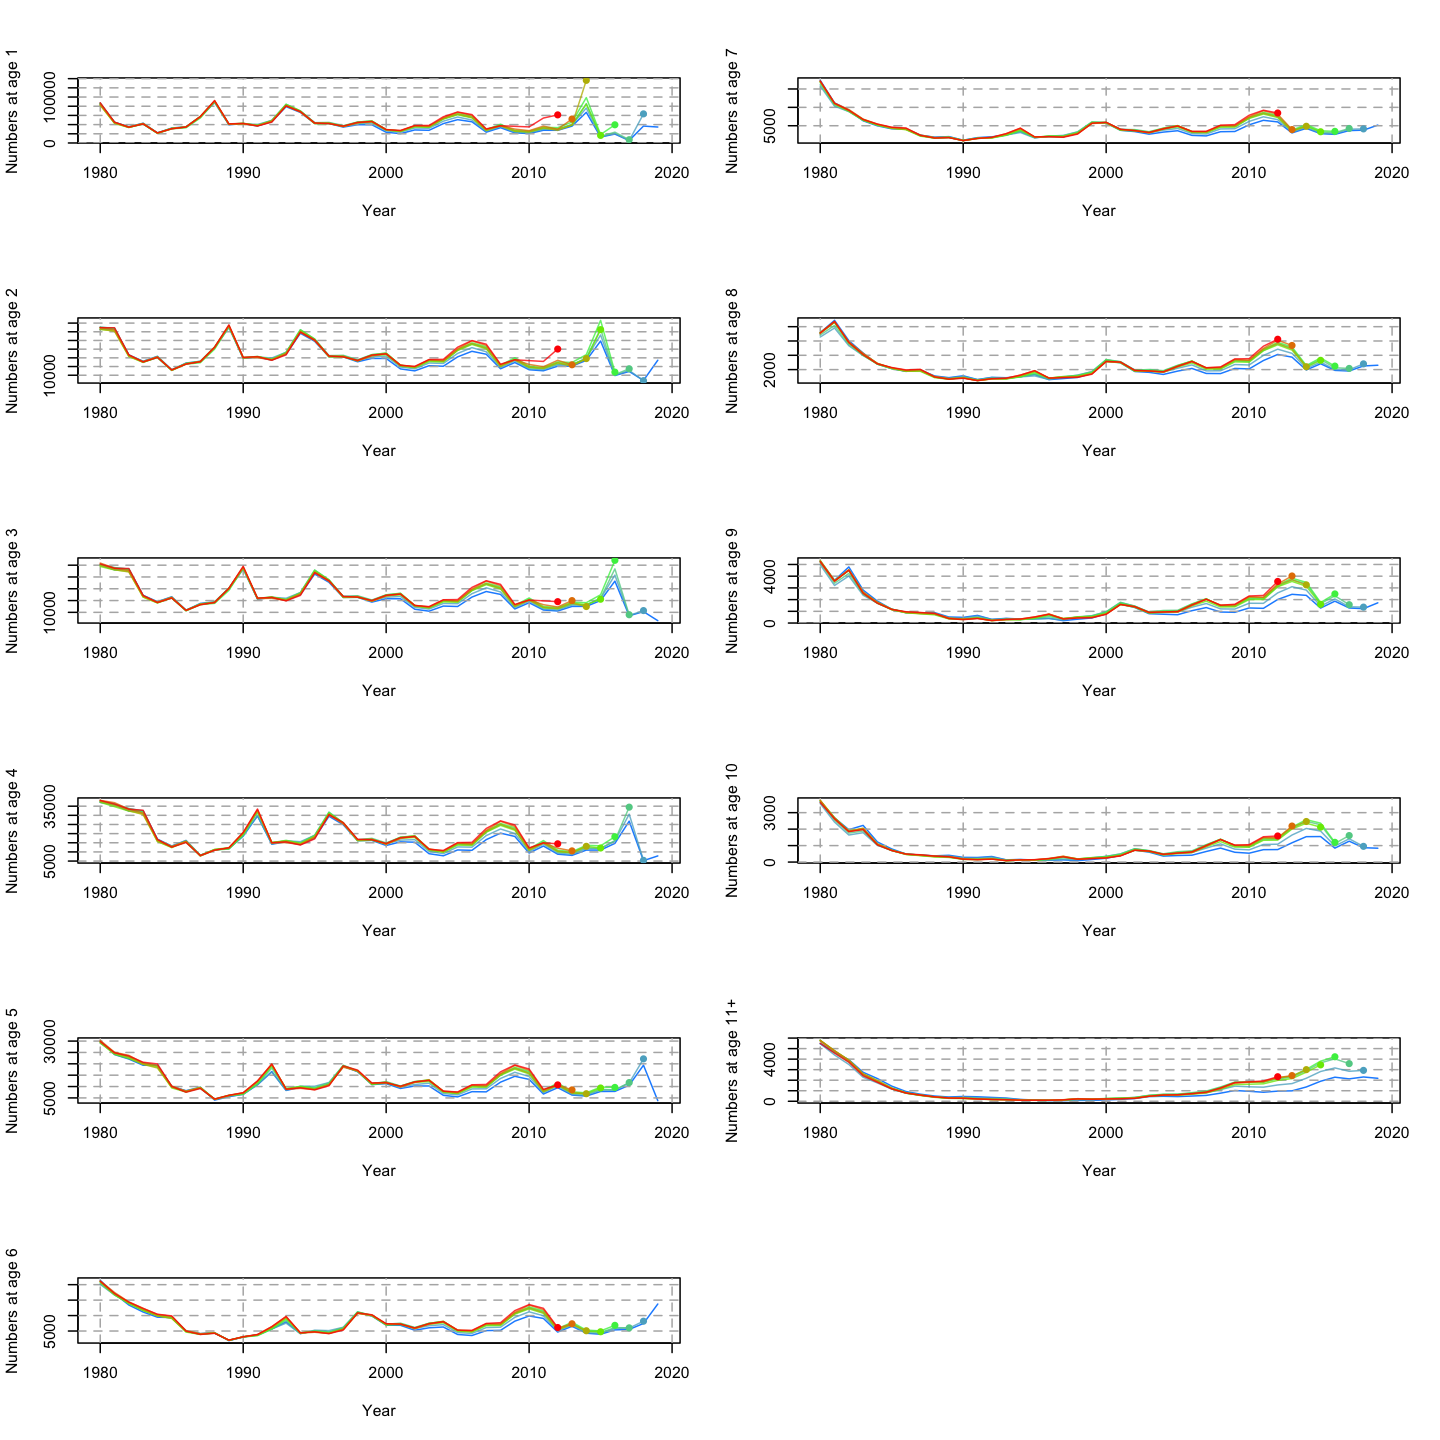 Numbers at age 1
0
100000
1980 1990 2000 2010 2020
Year
Numbers at age 2
10000
1980 1990 2000 2010 2020
Year
Numbers at age 3
10000
1980 1990 2000 2010 2020
Year
Numbers at age 4
5000
35000
1980 1990 2000 2010 2020
Year
Numbers at age 5
5000
30000
1980 1990 2000 2010 2020
Year
Numbers at age 6
5000
1980 1990 2000 2010 2020
Year
Numbers at age 7
5000
1980 1990 2000 2010 2020
Year
Numbers at age 8
2000
1980 1990 2000 2010 2020
Year
Numbers at age 9
0
4000
1980 1990 2000 2010 2020
Year
Numbers at age 10
0
3000
1980 1990 2000 2010 2020
Year
Numbers at age 11+
0
4000
1980 1990 2000 2010 2020
Year